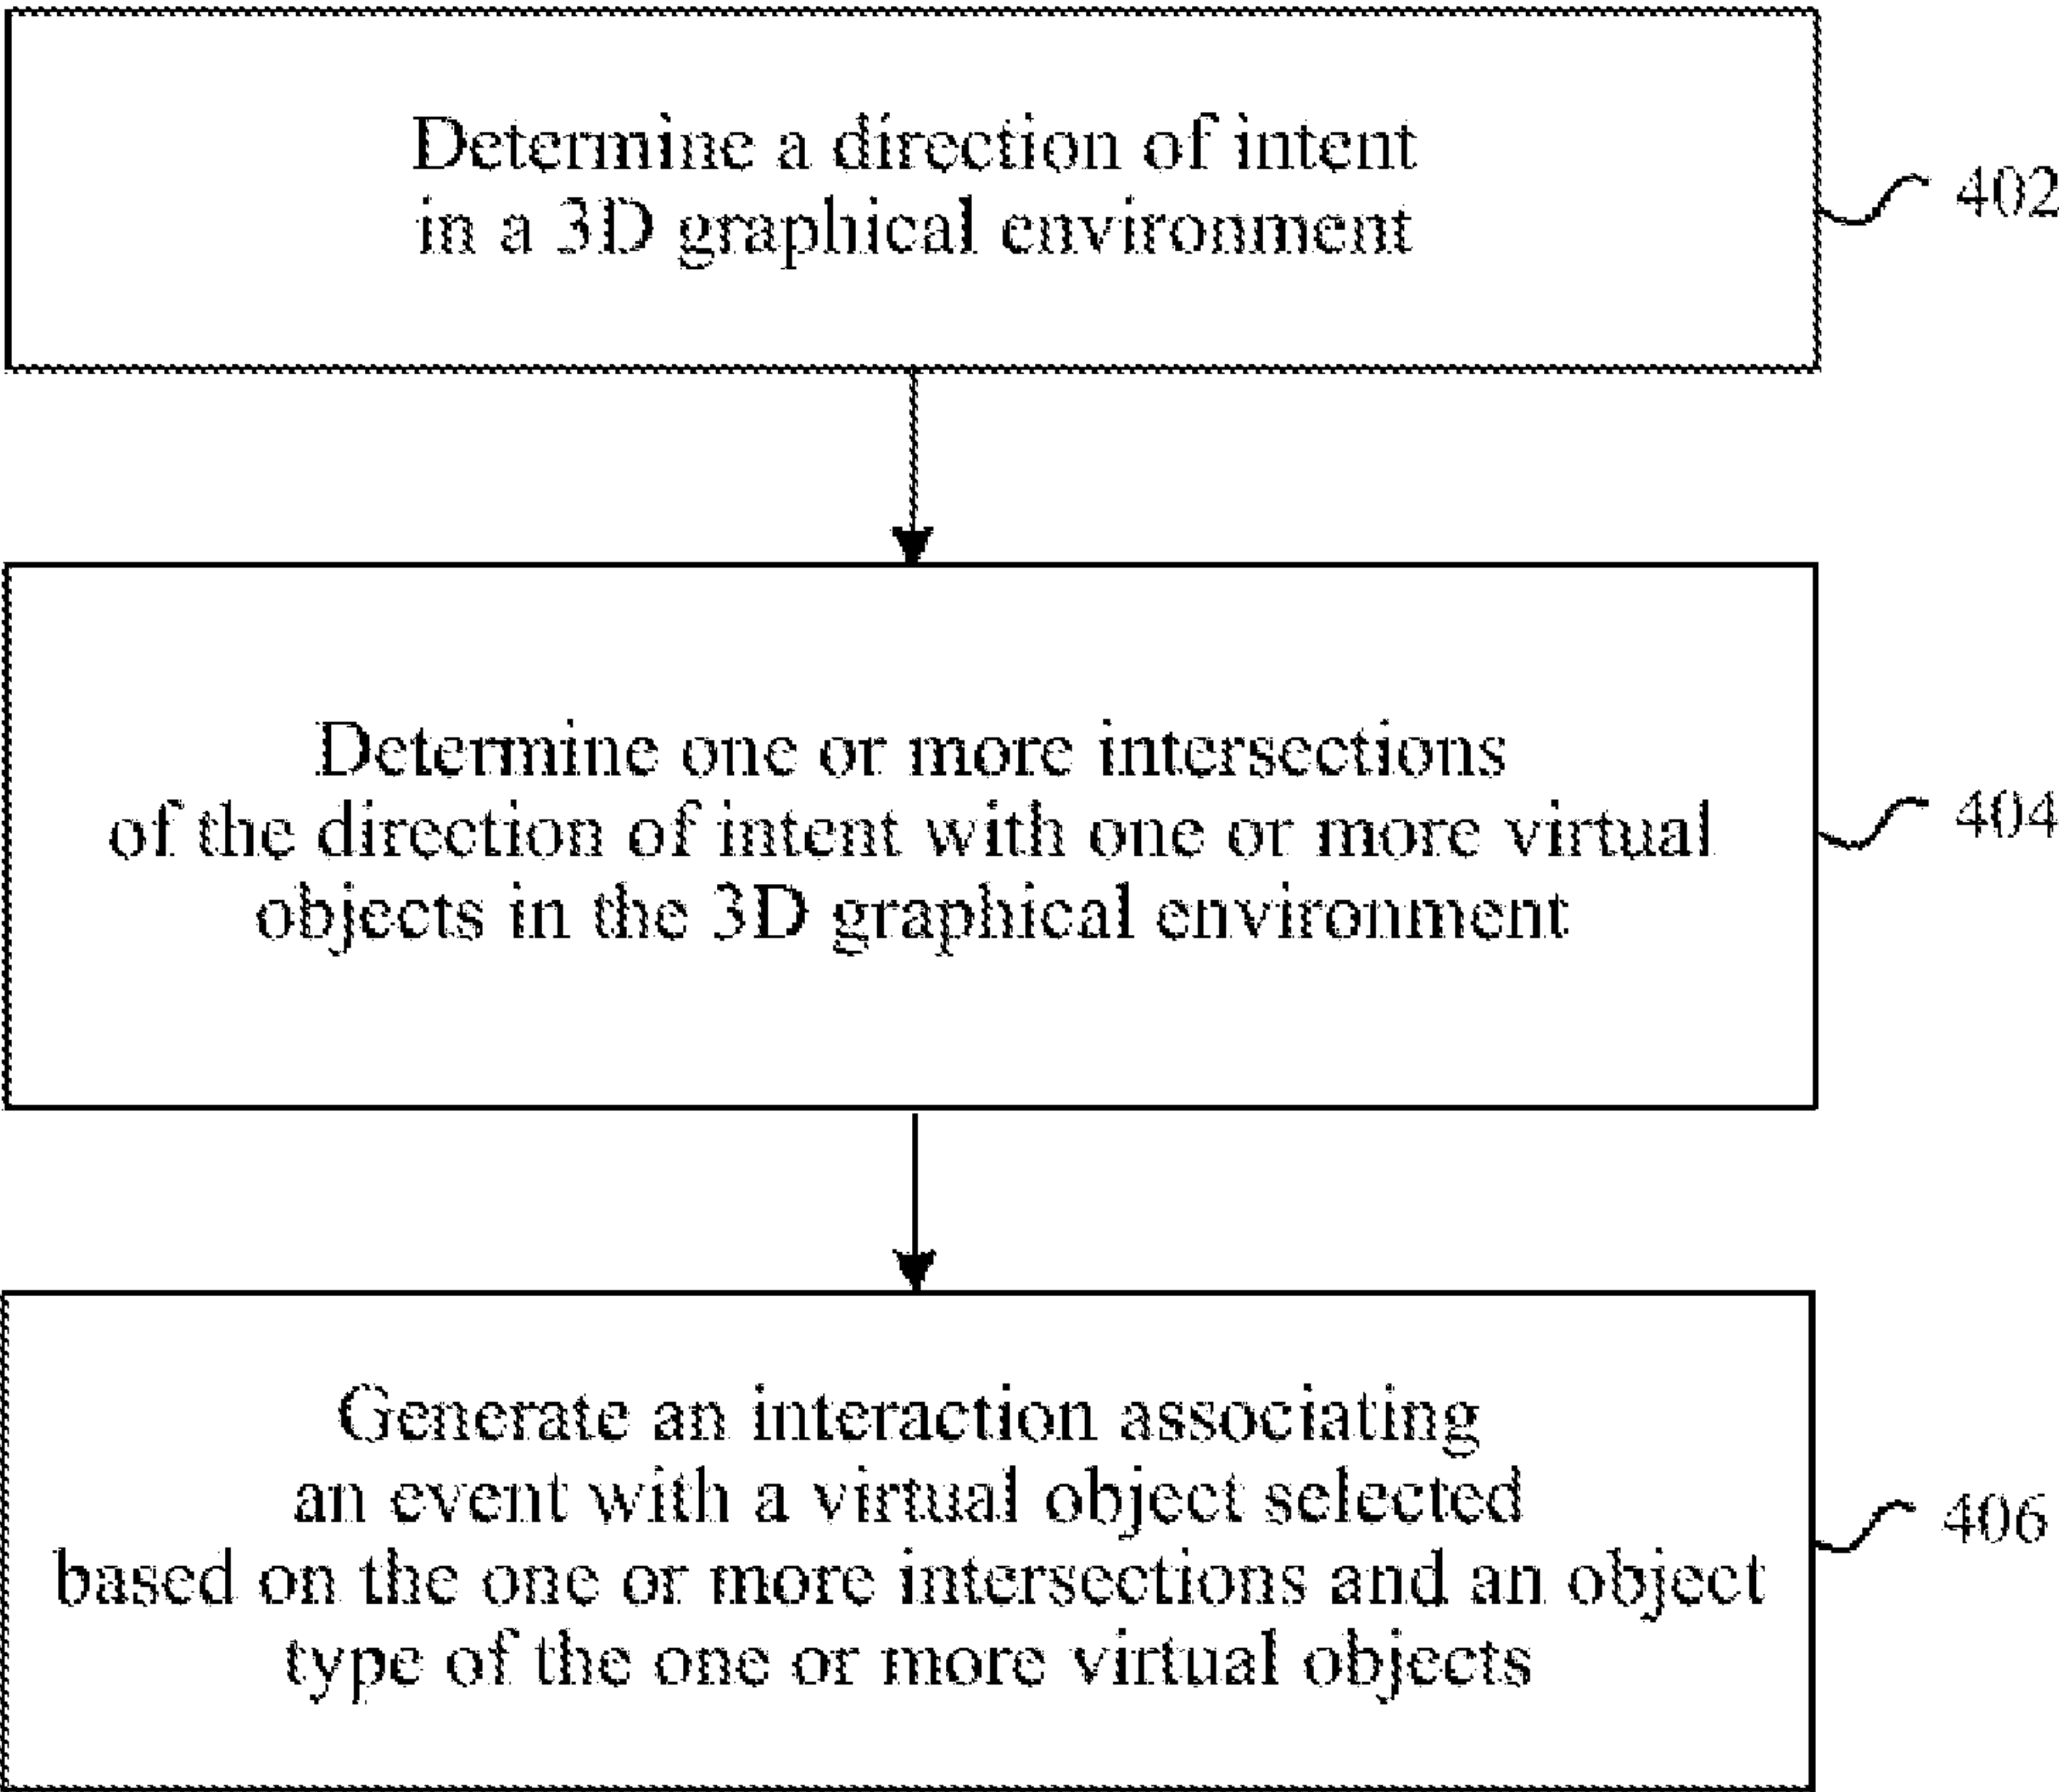 Determine a direction of intent
in a 3D graphical environment
402
Determine one or more intersections
of the direction of intent with one or more virtual
objects in the 3D graphical environment
404
Generate an interaction associating
an event with a virtual object selected
based on the one or more intersections and an object
type of the one or more virtual objects
406